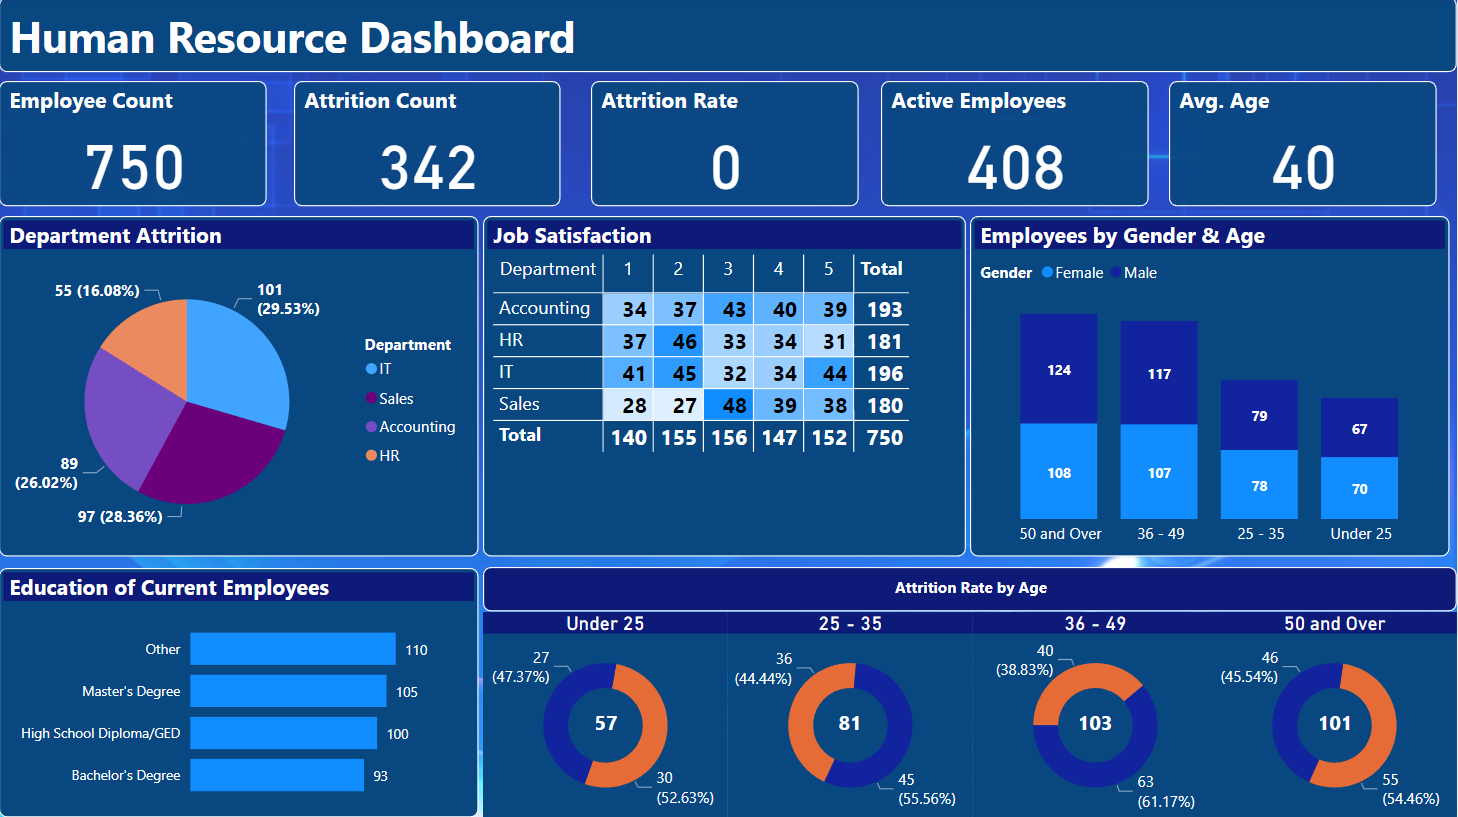 Human Resource Dashboard
Employee Count
750
Attrition Count
342
Attrition Rate
0
Active Employees
408
Avg. Age
40
Department Attrition
55 (16.08%)
101
(29.53%)
89
(26.02%)
97 (28.36%)
Department
IT
Sales
Accounting
HR
Job Satisfaction
Department 1 2 3 4 5 Total
Accounting 34 37 43 40 39 193
HR 37 46 33 34 31 181
IT 41 45 32 34 44 196
Sales 28 27 48 39 38 180
Total 140 155 156 147 152 750
Employees by Gender & Age
Gender Female Male
124 117 79 67
108 107 78 70
50 and Over 36 - 49 25 - 35 Under 25
Education of Current Employees
Other 110
Master's Degree 105
High School Diploma/GED 100
Bachelor's Degree 93
Attrition Rate by Age
Under 25
27
(47.37%)
57
30
(52.63%)
25 - 35
36
(44.44%)
81
45
(55.56%)
36 - 49
40
(38.83%)
103
63
(61.17%)
50 and Over
46
(45.54%)
101
55
(54.46%)